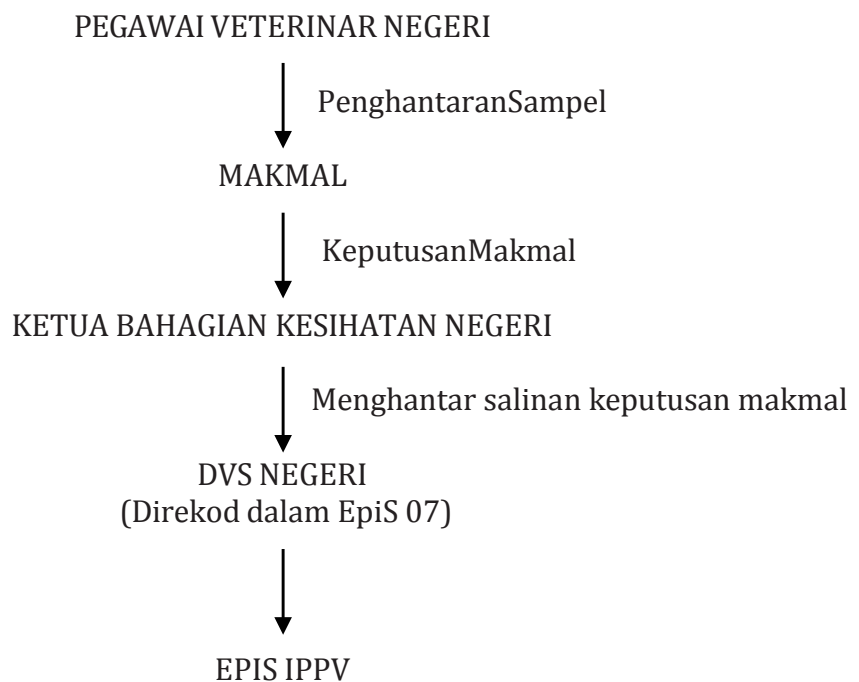 PEGAWAI VETERINAR NEGERI
PenghantaranSampel
MAKMAL
KeputusanMakmal
KETUA BAHAGIAN KESIHATAN NEGERI
Menghantar salinan keputusan makmal
DVS NEGERI
(Direkod dalam EpiS 07)
EPIS IPPV